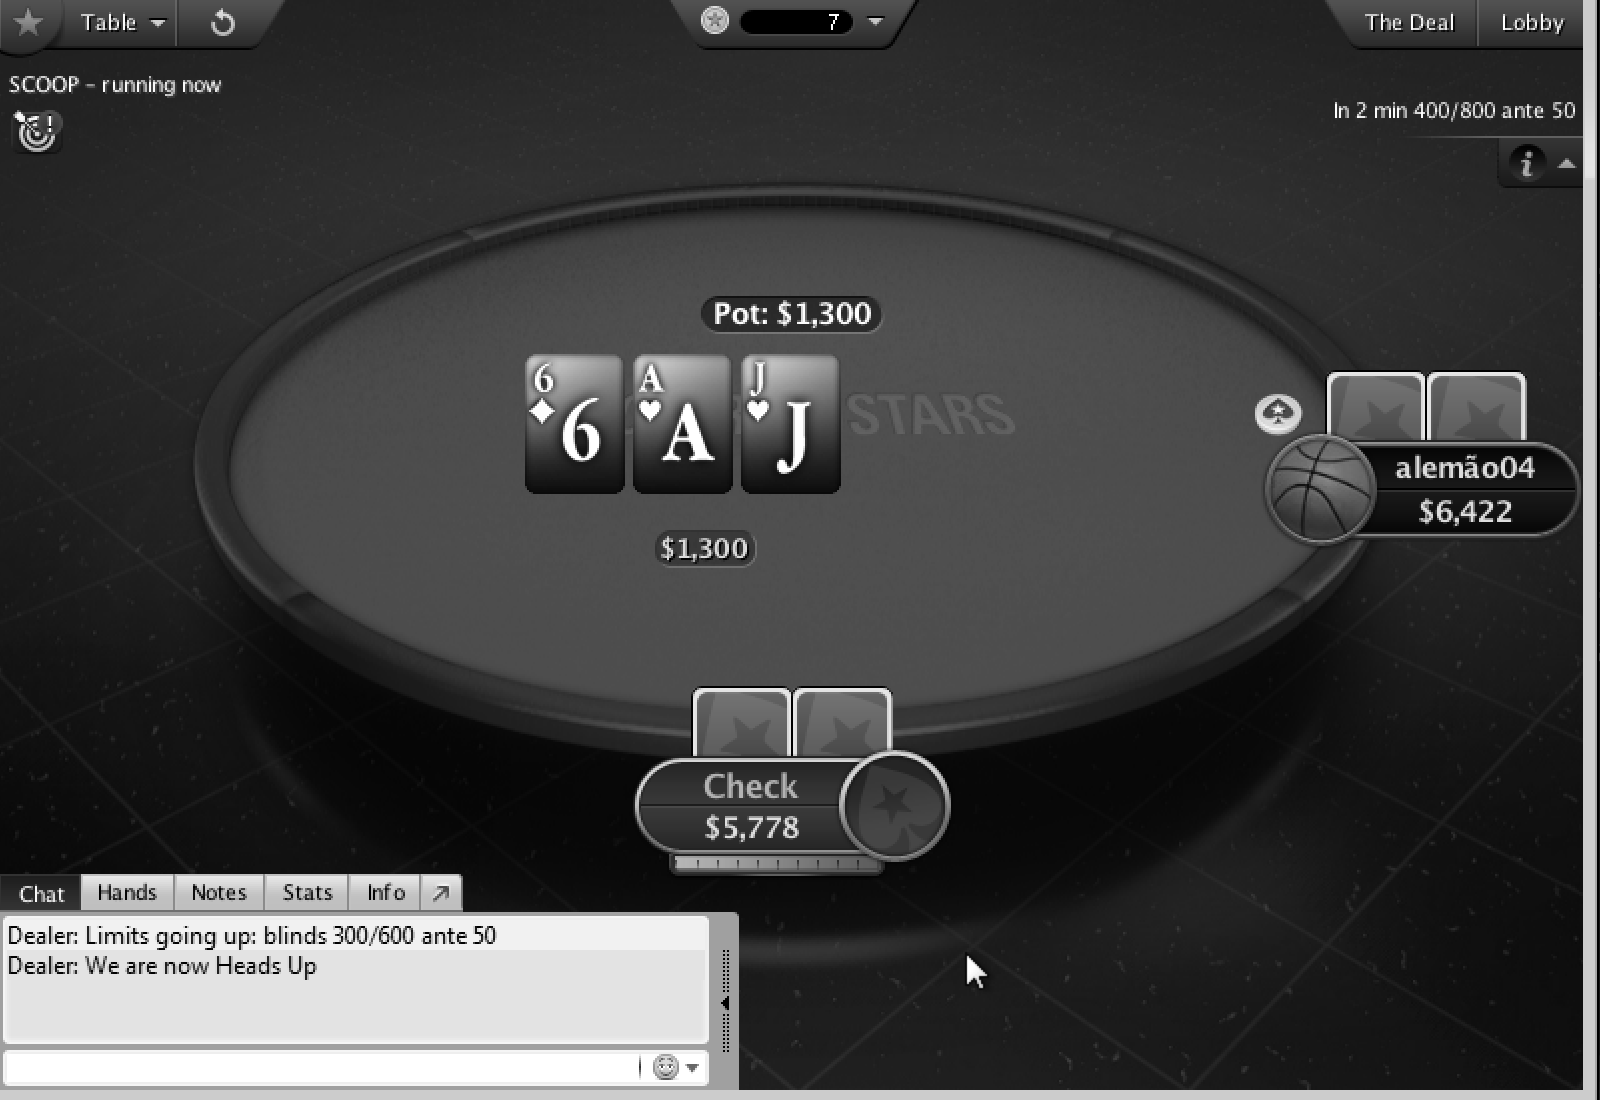 Table
7
The Deal
Lobby
SCOOP – running now
In 2 min 400/800 ante 50
i
!
Pot: $1,300
6 A J
6 A J
STARS
alemão04
$6,422
$1,300
Check
$5,778
Chat
Hands
Notes
Stats
Info
Dealer: Limits going up: blinds 300/600 ante 50
Dealer: We are now Heads Up